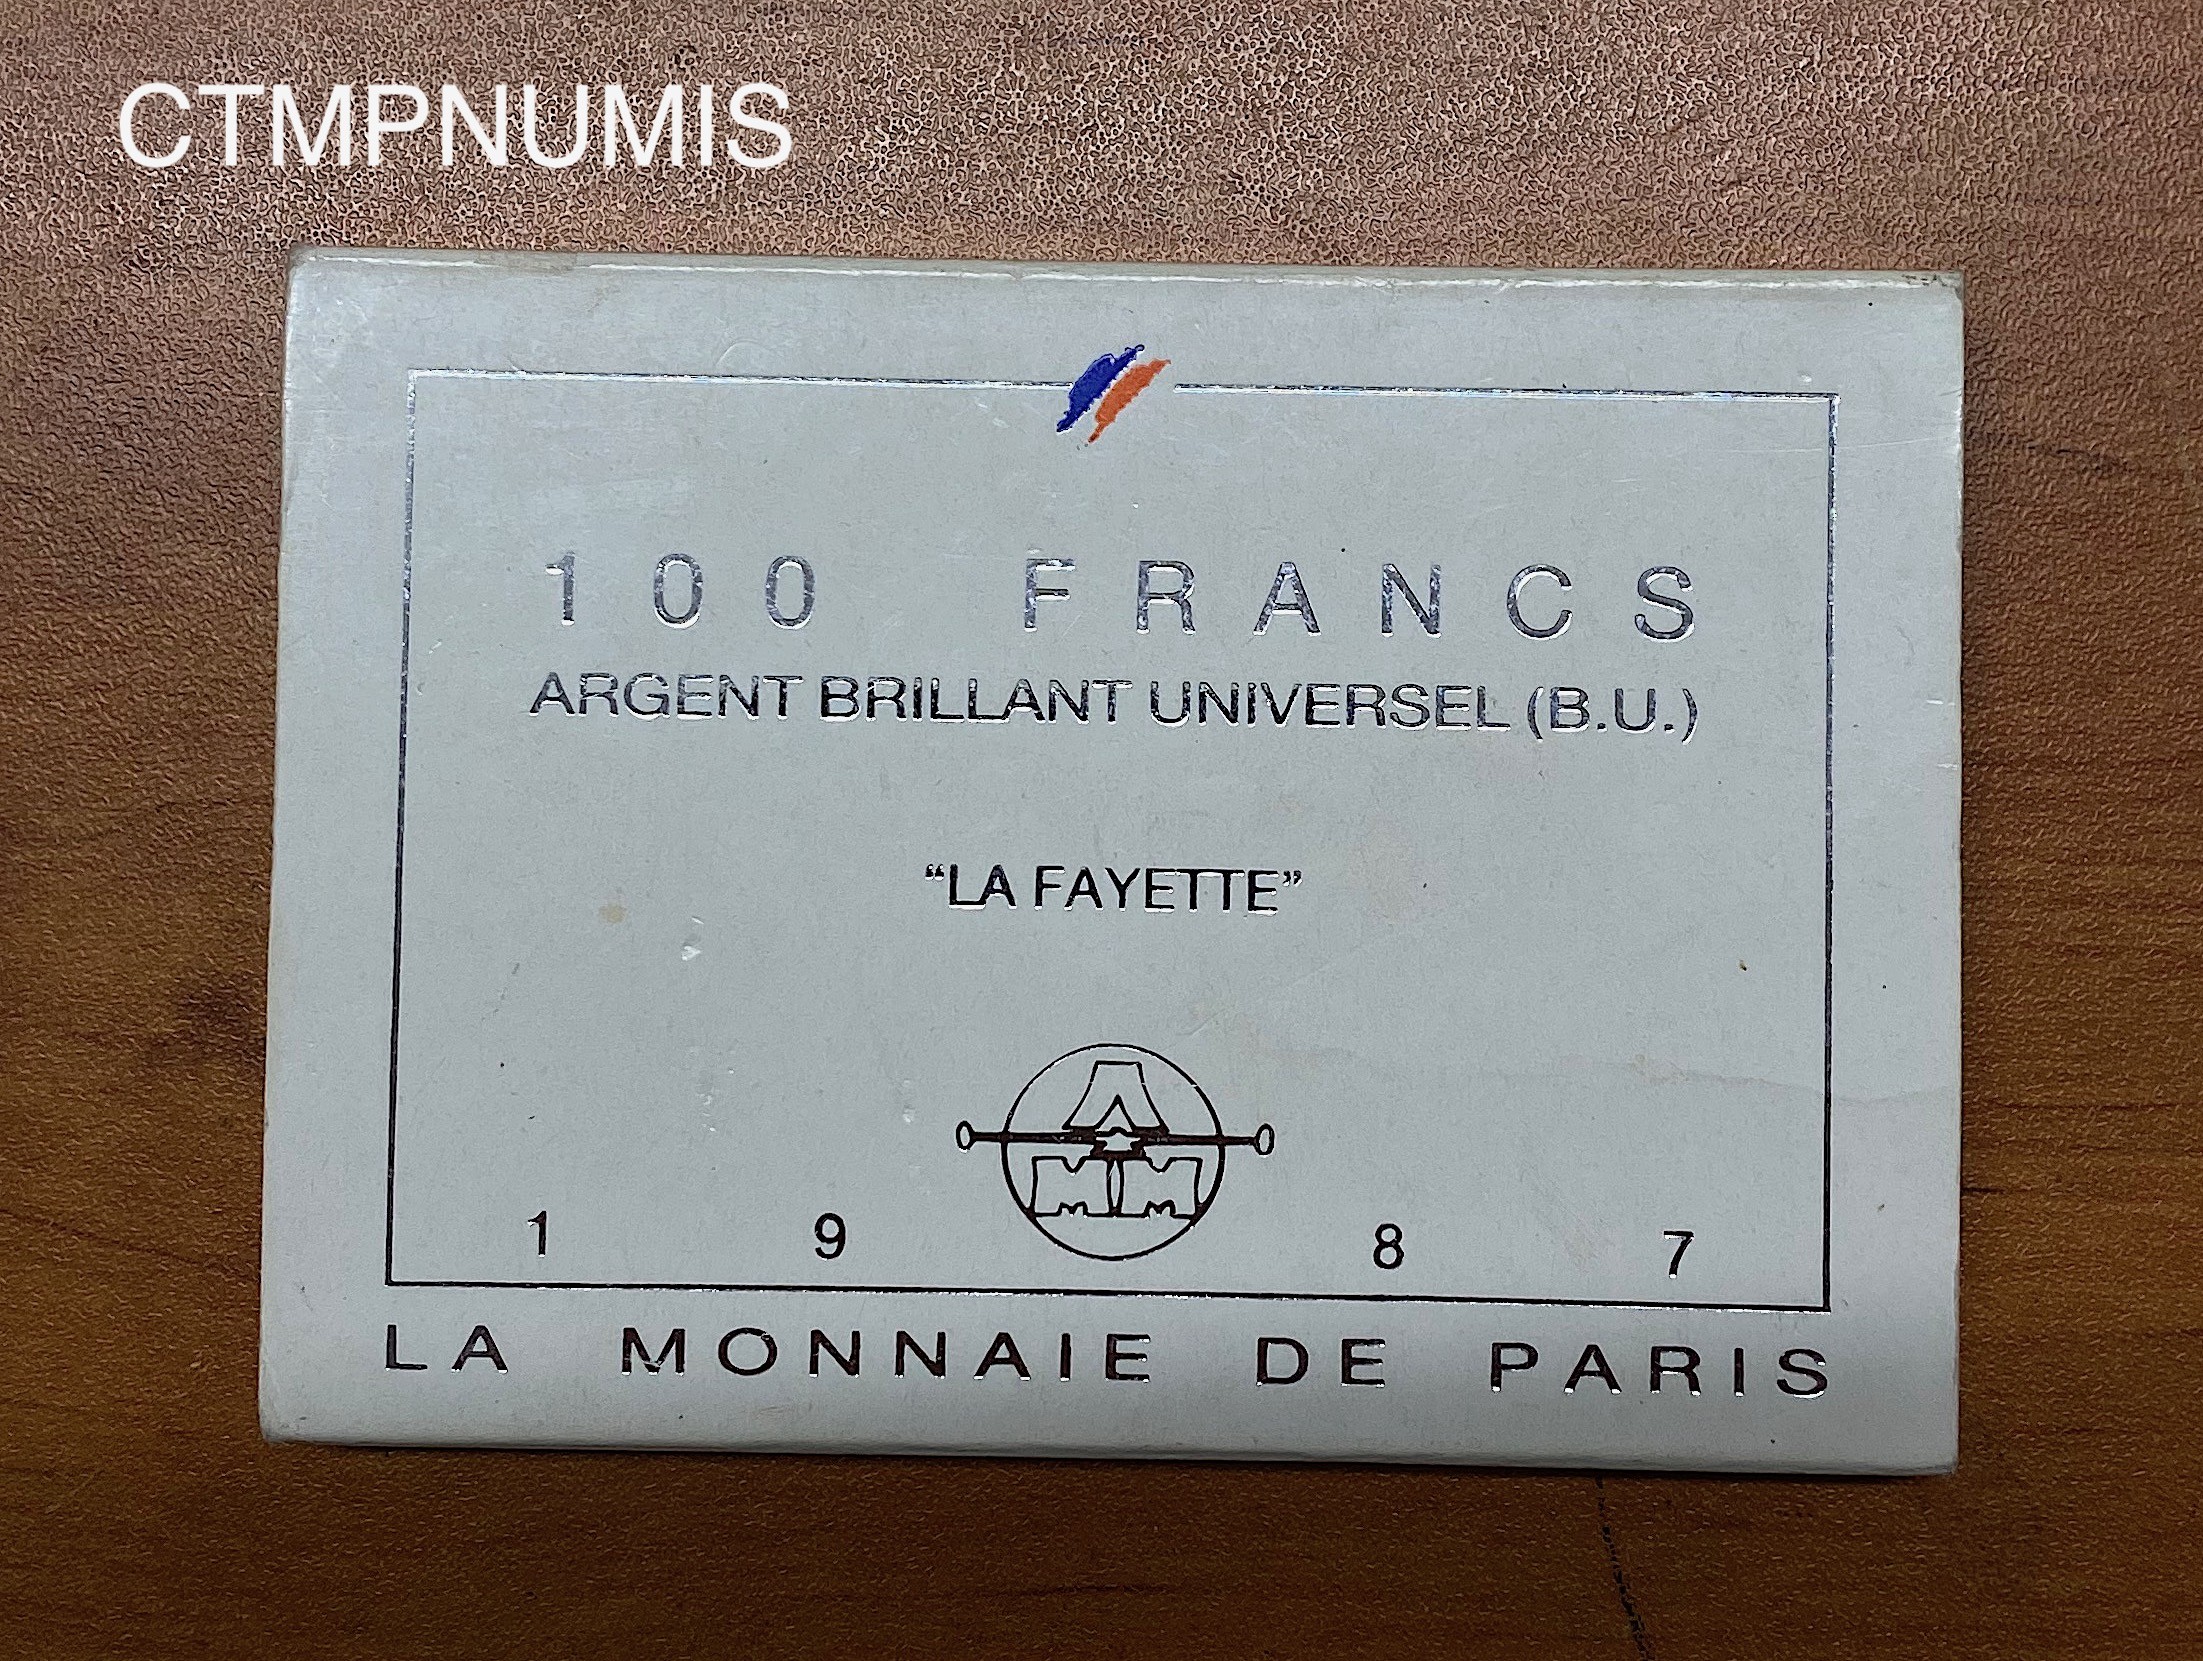 CTMPNUMIS
100 FRANCS
ARGENT BRILLANT UNIVERSEL (B.U.)
“LA FAYETTE”
1 9 8 7
LA MONNAIE DE PARIS